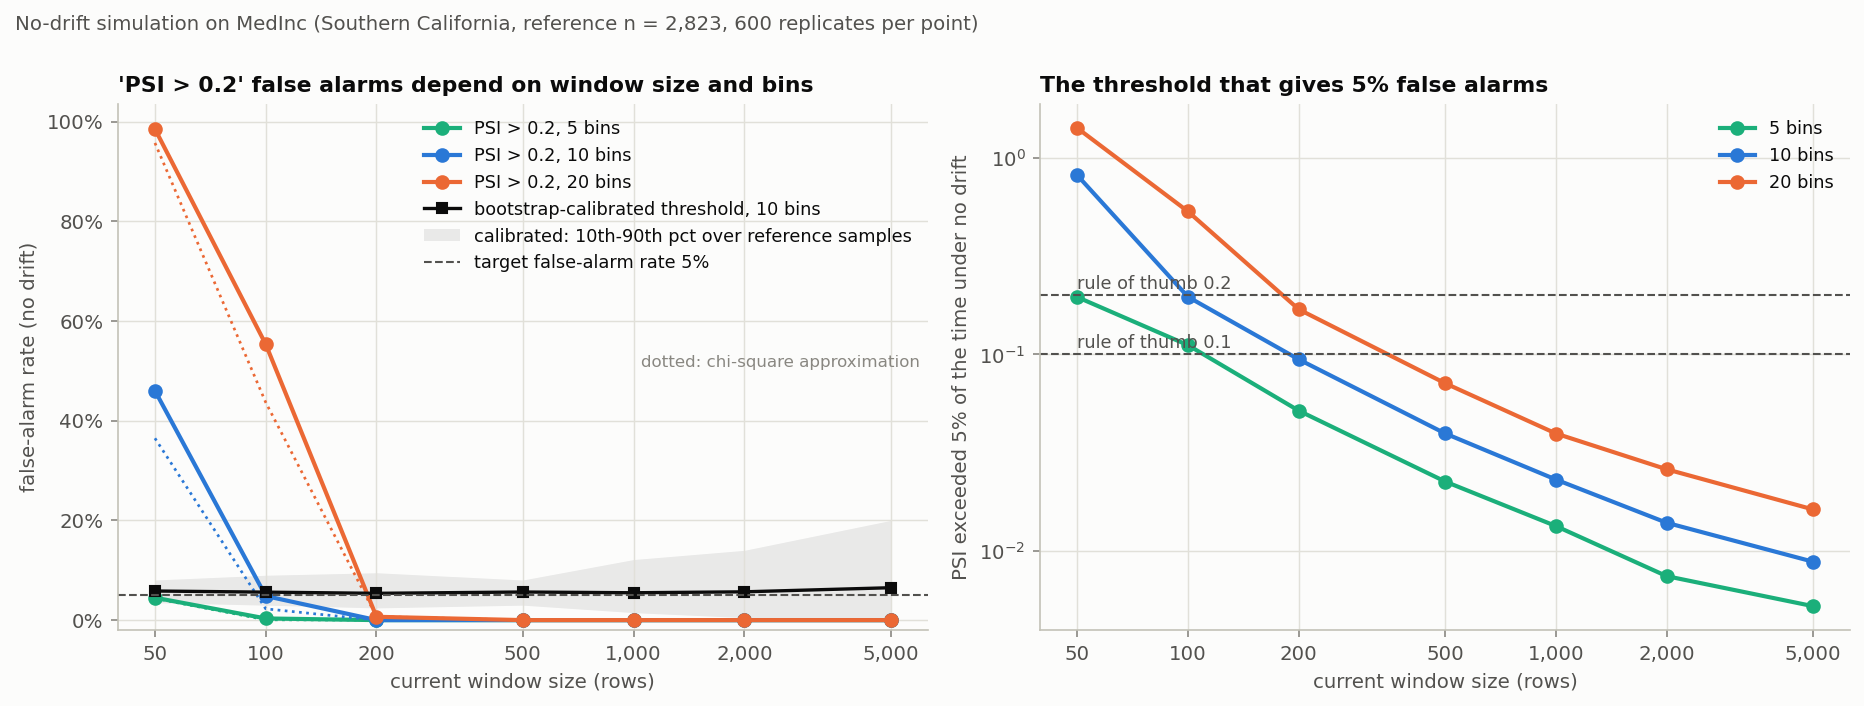 No-drift simulation on MedInc (Southern California, reference n = 2,823, 600 replicates per point)
'PSI > 0.2' false alarms depend on window size and bins
false-alarm rate (no drift)
100%
80%
60%
40%
20%
0%
PSI > 0.2, 5 bins
PSI > 0.2, 10 bins
PSI > 0.2, 20 bins
bootstrap-calibrated threshold, 10 bins
calibrated: 10th-90th pct over reference samples
target false-alarm rate 5%
dotted: chi-square approximation
50 100 200 500 1,000 2,000 5,000
current window size (rows)
The threshold that gives 5% false alarms
PSI exceeded 5% of the time under no drift
10⁰
10⁻¹
10⁻²
5 bins
10 bins
20 bins
rule of thumb 0.2
rule of thumb 0.1
50 100 200 500 1,000 2,000 5,000
current window size (rows)